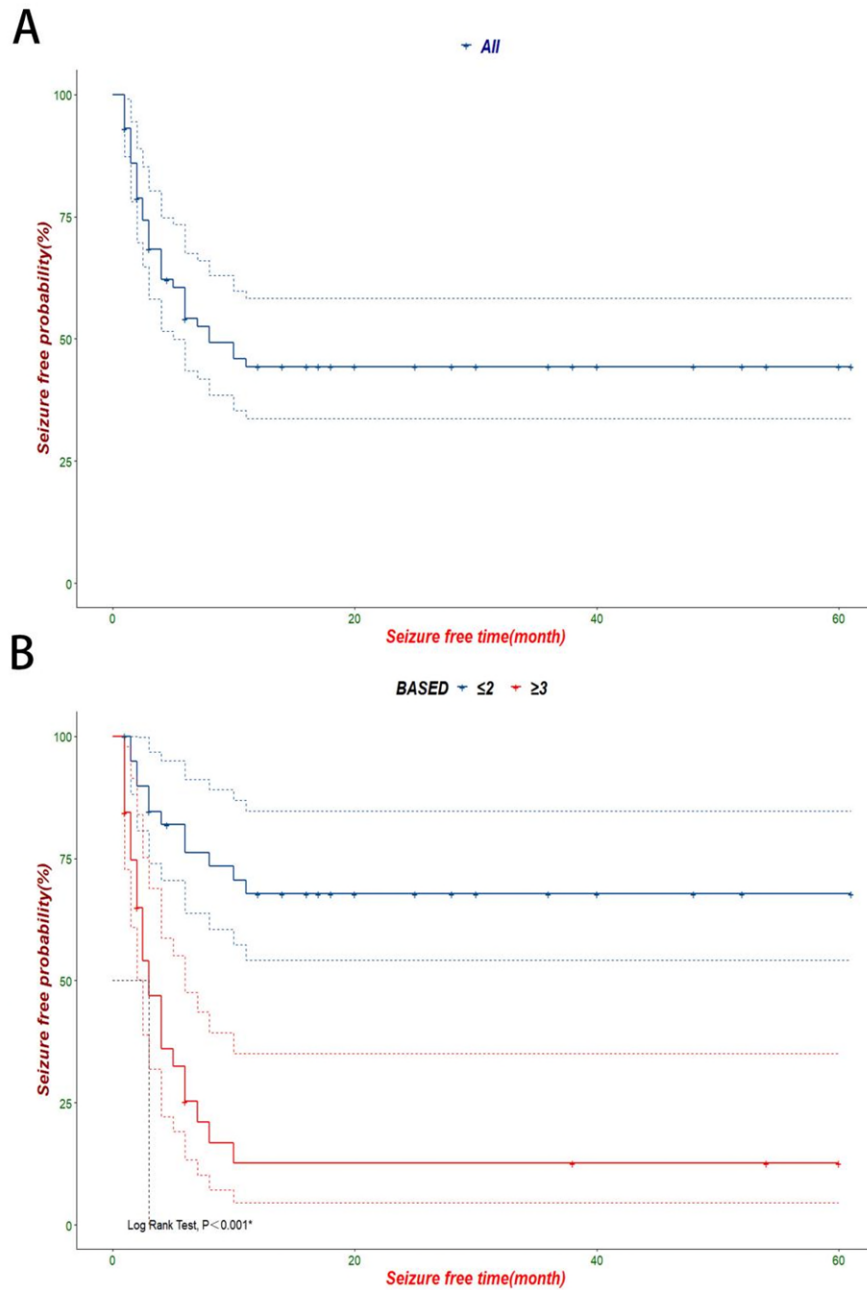 A
All
100
75
50
25
0
Seizure free probability(%)
0 20 40 60
Seizure free time(month)
B
BASED ≤2 ≥3
100
75
50
25
0
Seizure free probability(%)
Log Rank Test, P<0.001*
0 20 40 60
Seizure free time(month)